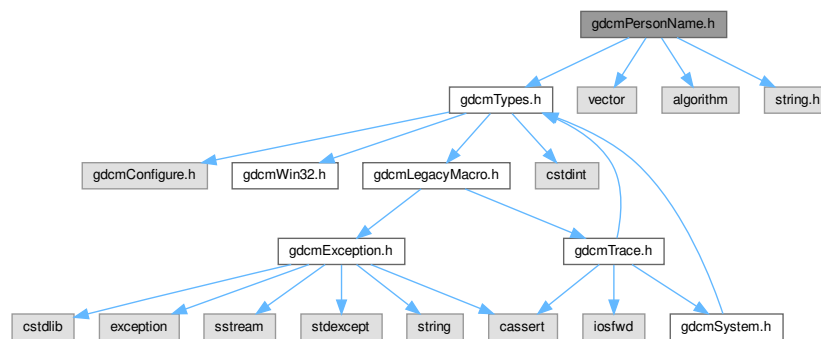 gdcmPersonName.h
gdcmTypes.h
vector
algorithm
string.h
gdcmConfigure.h
gdcmWin32.h
gdcmLegacyMacro.h
cstdint
gdcmException.h
gdcmTrace.h
cstdlib
exception
sstream
stdexcept
string
cassert
iosfwd
gdcmSystem.h